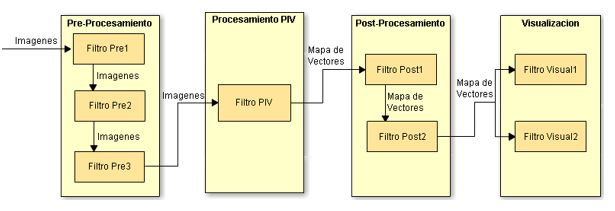 Pre-Procesamiento
Imagenes
Filtro Pre1
Imagenes
Filtro Pre2
Imagenes
Filtro Pre3
Imagenes
Procesamiento PIV
Filtro PIV
Mapa de
Vectores
Post-Procesamiento
Filtro Post1
Mapa de
Vectores
Filtro Post2
Mapa de
Vectores
Visualizacion
Filtro Visual1
Filtro Visual2